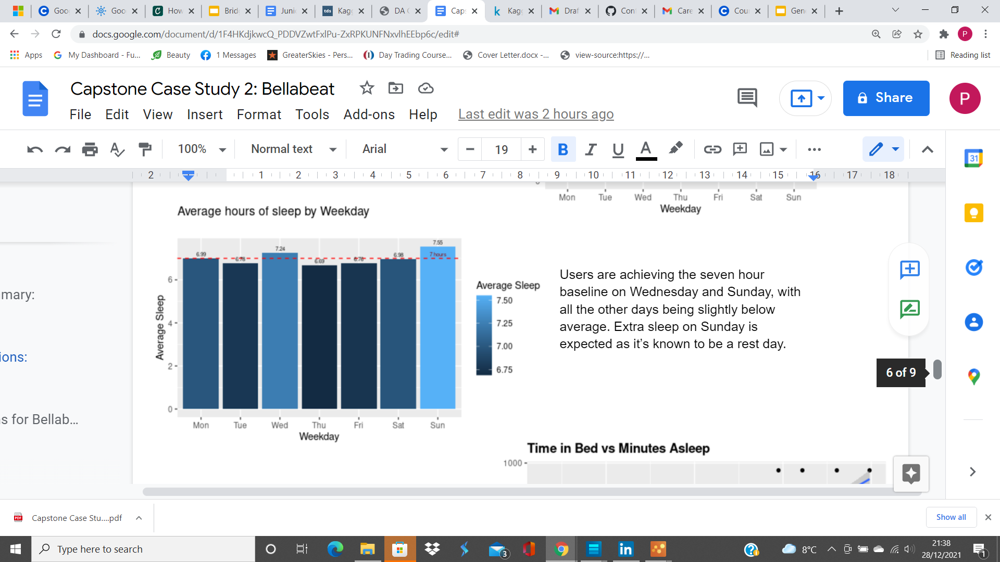 Goo
Goo
How
Brid
Juni
Kag
DA C
Caps
Kag
Draf
Con
Care
Cour
Gen
docs.google.com/document/d/1F4HKdjkwcQ_PDDVZwtFxlPu-ZxRPKUNFNxvlhEEbp6c/edit#
Apps
My Dashboard - Fu...
Beauty
1 Messages
GreaterSkies - Pers...
Day Trading Course...
Cover Letter.docx -...
view-source:https://...
Reading list
Capstone Case Study 2: Bellabeat
Share
P
File Edit View Insert Format Tools Add-ons Help
Last edit was 2 hours ago
100%
Normal text
Arial
19
B I U A
31
2 1 2 3 4 5 6 7 8 9 10 11 12 13 14 15 16 17 18
Mon Tue Wed Thu Fri Sat Sun
Weekday
Average hours of sleep by Weekday
6.99 6.78 7.24 6.69 6.78 6.98 7.55
7 hours
6
4
2
0
Average Sleep
Mon Tue Wed Thu Fri Sat Sun
Weekday
Average Sleep
7.50
7.25
7.00
6.75
Users are achieving the seven hour
baseline on Wednesday and Sunday, with
all the other days being slightly below
average. Extra sleep on Sunday is
expected as it's known to be a rest day.
mary:
ions:
s for Bellab...
6 of 9
Time in Bed vs Minutes Asleep
1000
Capstone Case Stu....pdf
Show all
Type here to search
3
8°C
21:38
28/12/2021
1